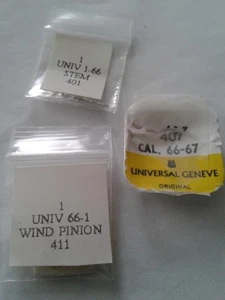 1
UNIV 1-66
STEM
401
407
CAL. 66-67
UNIVERSAL GENEVE
ORIGINAL
1
UNIV 66-1
WIND PINION
411